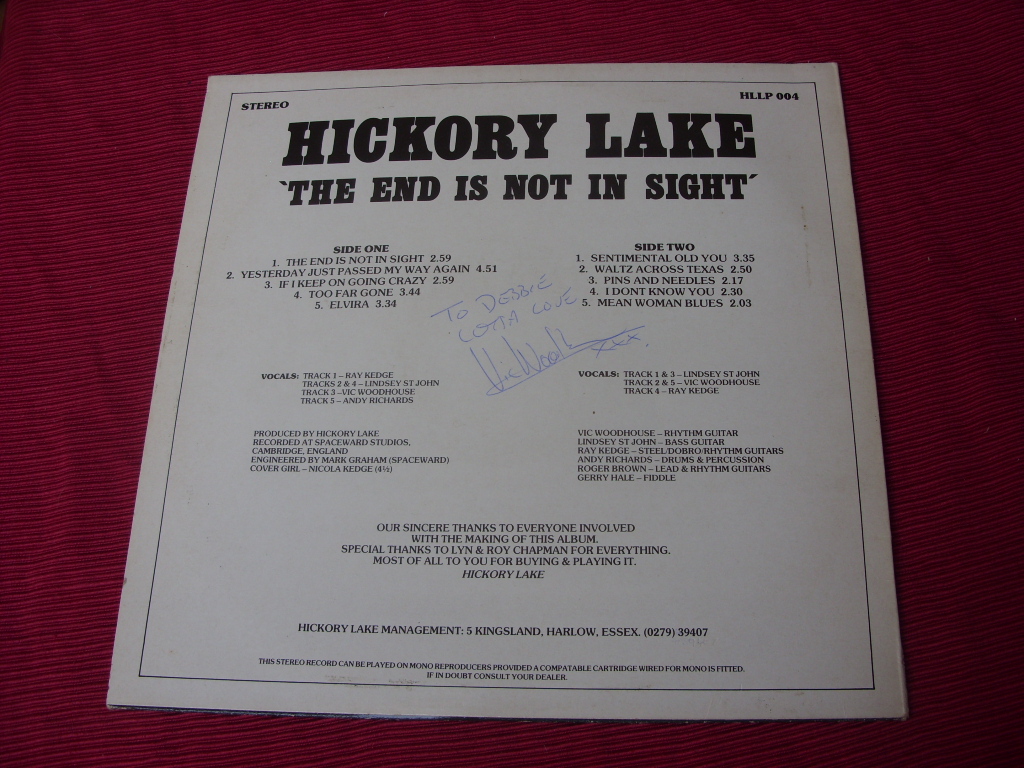 STEREO
HLLP 004
HICKORY LAKE
`THE END IS NOT IN SIGHT´
SIDE ONE
1. THE END IS NOT IN SIGHT 2.59
2. YESTERDAY JUST PASSED MY WAY AGAIN 4.51
3. IF I KEEP ON GOING CRAZY 2.59
4. TOO FAR GONE 3.44
5. ELVIRA 3.34
SIDE TWO
1. SENTIMENTAL OLD YOU 3.35
2. WALTZ ACROSS TEXAS 2.50
3. PINS AND NEEDLES 2.17
4. I DONT KNOW YOU 2.30
5. MEAN WOMAN BLUES 2.03
TO DEBBIE
LOTTA LOVE
Vic Woodh xxx.
VOCALS: TRACK 1 – RAY KEDGE
TRACKS 2 & 4 – LINDSEY ST JOHN
TRACK 3 – VIC WOODHOUSE
TRACK 5 – ANDY RICHARDS
VOCALS: TRACK 1 & 3 – LINDSEY ST JOHN
TRACK 2 & 5 – VIC WOODHOUSE
TRACK 4 – RAY KEDGE
PRODUCED BY HICKORY LAKE
RECORDED AT SPACEWARD STUDIOS,
CAMBRIDGE, ENGLAND
ENGINEERED BY MARK GRAHAM (SPACEWARD)
COVER GIRL – NICOLA KEDGE (4½)
VIC WOODHOUSE – RHYTHM GUITAR
LINDSEY ST JOHN – BASS GUITAR
RAY KEDGE – STEEL/DOBRO/RHYTHM GUITARS
ANDY RICHARDS – DRUMS & PERCUSSION
ROGER BROWN – LEAD & RHYTHM GUITARS
GERRY HALE – FIDDLE
OUR SINCERE THANKS TO EVERYONE INVOLVED
WITH THE MAKING OF THIS ALBUM.
SPECIAL THANKS TO LYN & ROY CHAPMAN FOR EVERYTHING.
MOST OF ALL TO YOU FOR BUYING & PLAYING IT.
HICKORY LAKE
HICKORY LAKE MANAGEMENT: 5 KINGSLAND, HARLOW, ESSEX. (0279) 39407
THIS STEREO RECORD CAN BE PLAYED ON MONO REPRODUCERS PROVIDED A COMPATABLE CARTRIDGE WIRED FOR MONO IS FITTED.
IF IN DOUBT CONSULT YOUR DEALER.